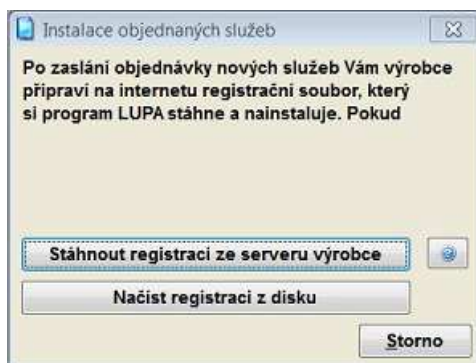 Instalace objednaných služeb
Po zaslání objednávky nových služeb Vám výrobce
připraví na internetu registrační soubor, který
si program LUPA stáhne a nainstaluje. Pokud
Stáhnout registraci ze serveru výrobce
Načíst registraci z disku
Storno